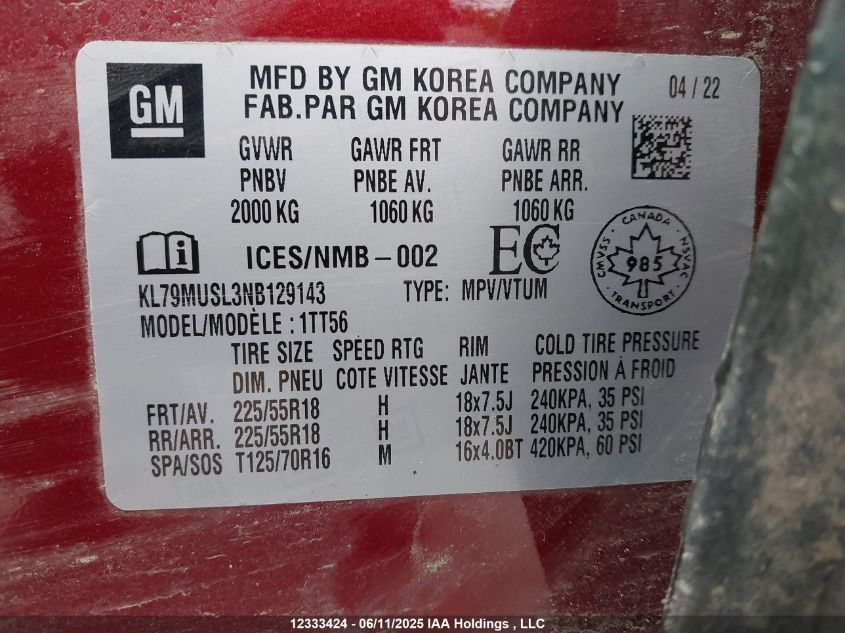 GM
MFD BY GM KOREA COMPANY
FAB.PAR GM KOREA COMPANY
04 / 22
GVWR GAWR FRT GAWR RR
PNBV PNBE AV. PNBE ARR.
2000 KG 1060 KG 1060 KG
i ICES/NMB-002 EC
CANADA
CMVSS 985 NSVAC
TRANSPORT
KL79MUSL3NB129143 TYPE: MPV/VTUM
MODEL/MODÈLE : 1TT56
TIRE SIZE SPEED RTG RIM COLD TIRE PRESSURE
DIM. PNEU COTE VITESSE JANTE PRESSION À FROID
FRT/AV. 225/55R18 H 18x7.5J 240KPA, 35 PSI
RR/ARR. 225/55R18 H 18x7.5J 240KPA, 35 PSI
SPA/SOS T125/70R16 M 16x4.0BT 420KPA, 60 PSI
12333424 - 06/11/2025 IAA Holdings , LLC